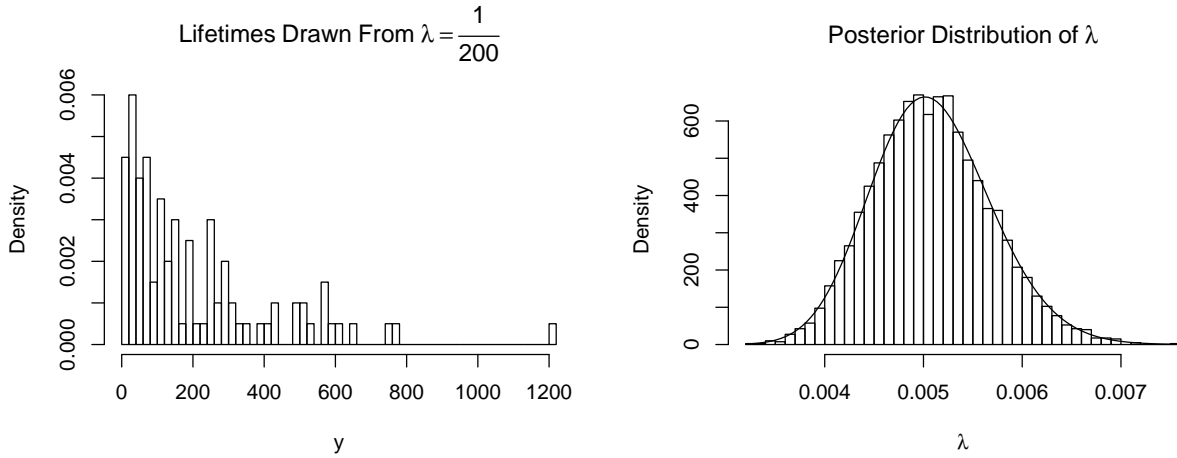 Lifetimes Drawn From λ = 1/200
Density
0.000 0.002 0.004 0.006
0 200 400 600 800 1000 1200
y
Posterior Distribution of λ
Density
0 200 400 600
0.004 0.005 0.006 0.007
λ